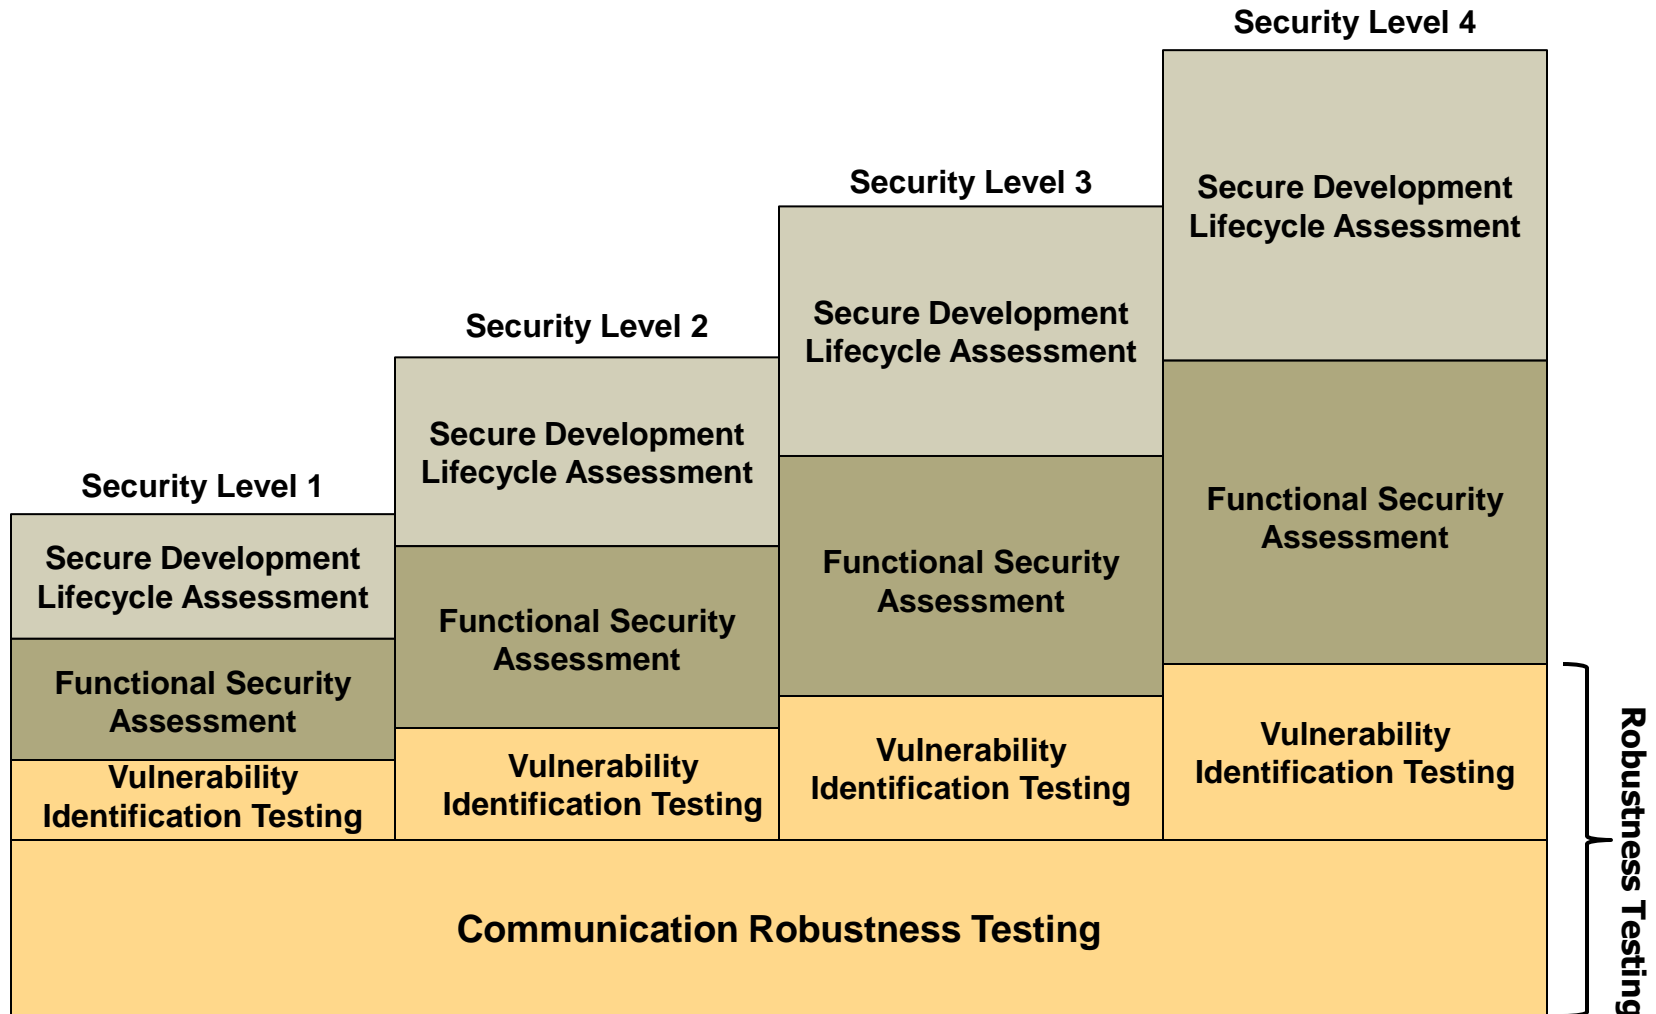 Security Level 4
Secure Development
Lifecycle Assessment
Functional Security
Assessment
Vulnerability
Identification Testing
Security Level 3
Secure Development
Lifecycle Assessment
Functional Security
Assessment
Vulnerability
Identification Testing
Security Level 2
Secure Development
Lifecycle Assessment
Functional Security
Assessment
Vulnerability
Identification Testing
Security Level 1
Secure Development
Lifecycle Assessment
Functional Security
Assessment
Vulnerability
Identification Testing
Communication Robustness Testing
Robustness Testing